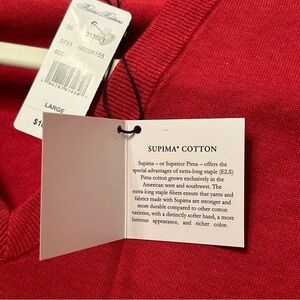 Brooks Brothers
LARGE
SUPIMA® COTTON
Supima – or Superior Pima – offers the
special advantages of extra-long staple (ELS)
Pima cotton grown exclusively in the
American west and southwest. The
extra-long staple fibers ensure that yarns and
fabrics made with Supima are stronger and
more durable compared to other cotton
varieties, with a distinctly softer hand, a more
lustrous appearance, and richer color.